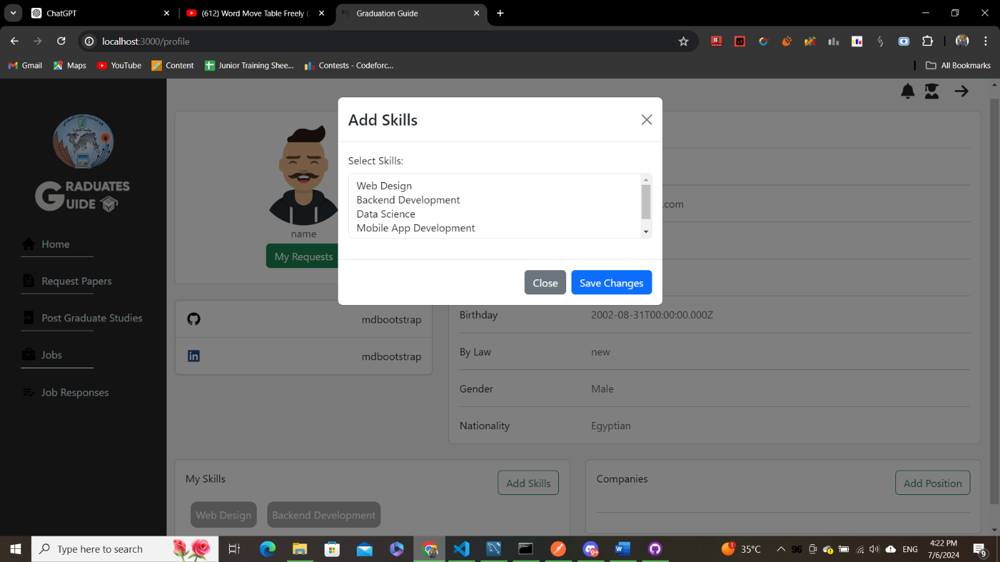 ChatGPT
(612) Word Move Table Freely (
Graduation Guide
localhost:3000/profile
Gmail
Maps
YouTube
Content
Junior Training Shee...
Contests - Codeforc...
All Bookmarks
GRADUATES
GUIDE
Home
Request Papers
Post Graduate Studies
Jobs
Job Responses
name
My Requests
mdbootstrap
mdbootstrap
Add Skills
Select Skills:
Web Design
Backend Development
Data Science
Mobile App Development
Close
Save Changes
.com
Birthday
2002-08-31T00:00:00.000Z
By Law
new
Gender
Male
Nationality
Egyptian
My Skills
Add Skills
Web Design
Backend Development
Companies
Add Position
Type here to search
35°C
96
ENG
4:22 PM
7/6/2024
9